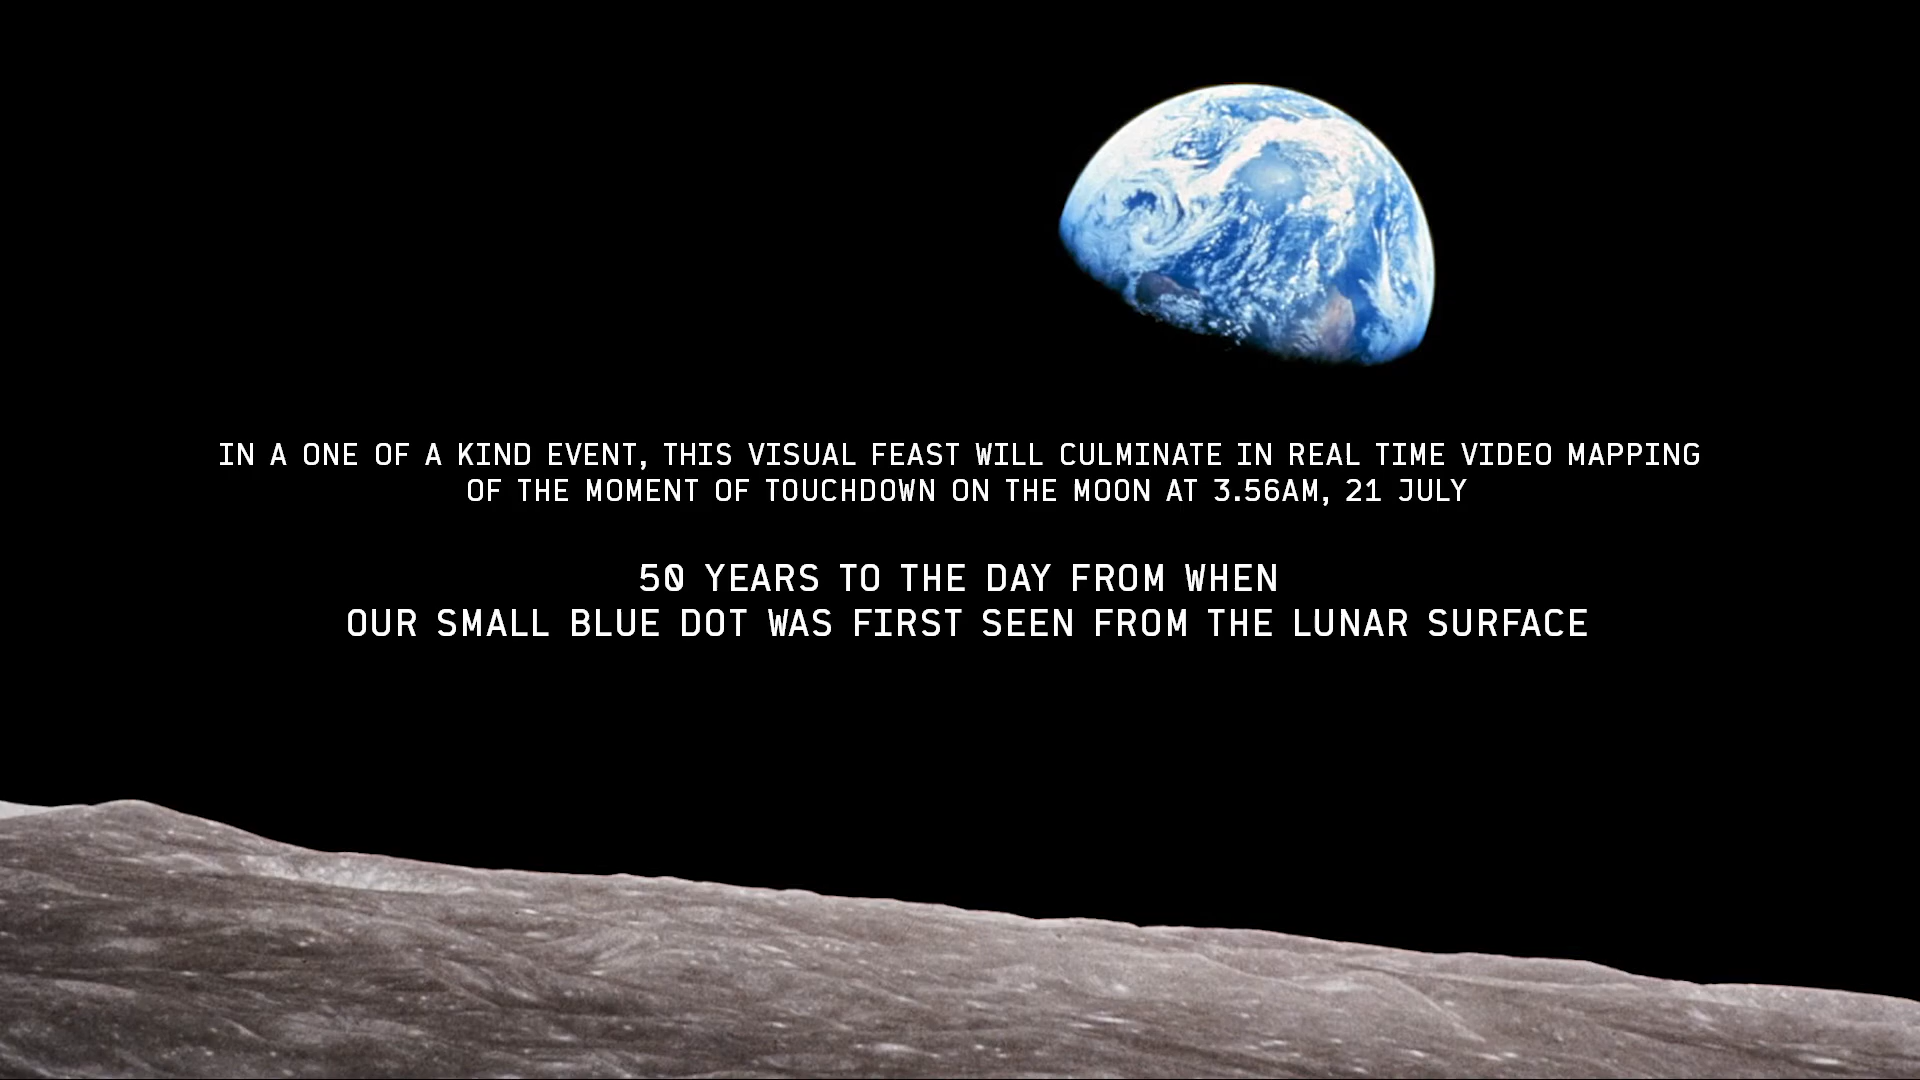 IN A ONE OF A KIND EVENT, THIS VISUAL FEAST WILL CULMINATE IN REAL TIME VIDEO MAPPING
OF THE MOMENT OF TOUCHDOWN ON THE MOON AT 3.56AM, 21 JULY
50 YEARS TO THE DAY FROM WHEN
OUR SMALL BLUE DOT WAS FIRST SEEN FROM THE LUNAR SURFACE